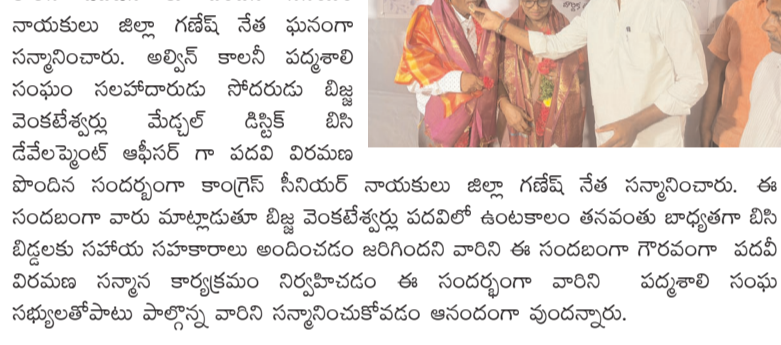 నాయకులు జిల్లా గణేష్ నేత ఘనంగా
సన్మానించారు. అల్విన్ కాలనీ పద్మశాలి
సంఘం సలహాదారుడు సోదరుడు బిజ్జ
వెంకటేశ్వర్లు మేడ్చల్ డిస్టిక్ బిసి
డేవేలప్మెంట్ ఆఫీసర్ గా పదవి విరమణ
పొందిన సందర్భంగా కాంగ్రెస్ సీనియర్ నాయకులు జిల్లా గణేష్ నేత సన్మానించారు. ఈ
సందబంగా వారు మాట్లాడుతూ బిజ్జ వెంకటేశ్వర్లు పదవిలో ఉంటకాలం తనవంతు బాధ్యతగా బిసి
బిడ్డలకు సహాయ సహకారాలు అందించడం జరిగిందని వారిని ఈ సందబంగా గౌరవంగా పదవీ
విరమణ సన్మాన కార్యక్రమం నిర్వహించడం ఈ సందర్భంగా వారిని పద్మశాలి సంఘ
సభ్యులతోపాటు పాల్గొన్న వారిని సన్మానించుకోవడం ఆనందంగా వుందన్నారు.